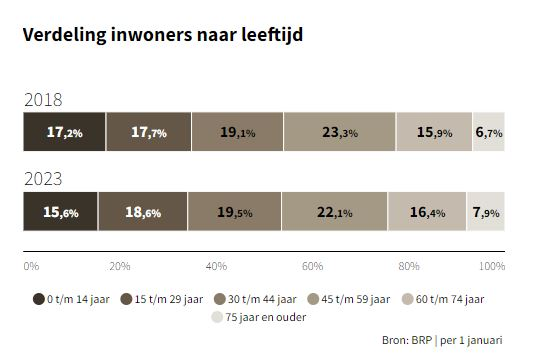 Verdeling inwoners naar leeftijd
2018
17,2% 17,7% 19,1% 23,3% 15,9% 6,7%
2023
15,6% 18,6% 19,5% 22,1% 16,4% 7,9%
0% 20% 40% 60% 80% 100%
0 t/m 14 jaar 15 t/m 29 jaar 30 t/m 44 jaar 45 t/m 59 jaar 60 t/m 74 jaar
75 jaar en ouder
Bron: BRP | per 1 januari